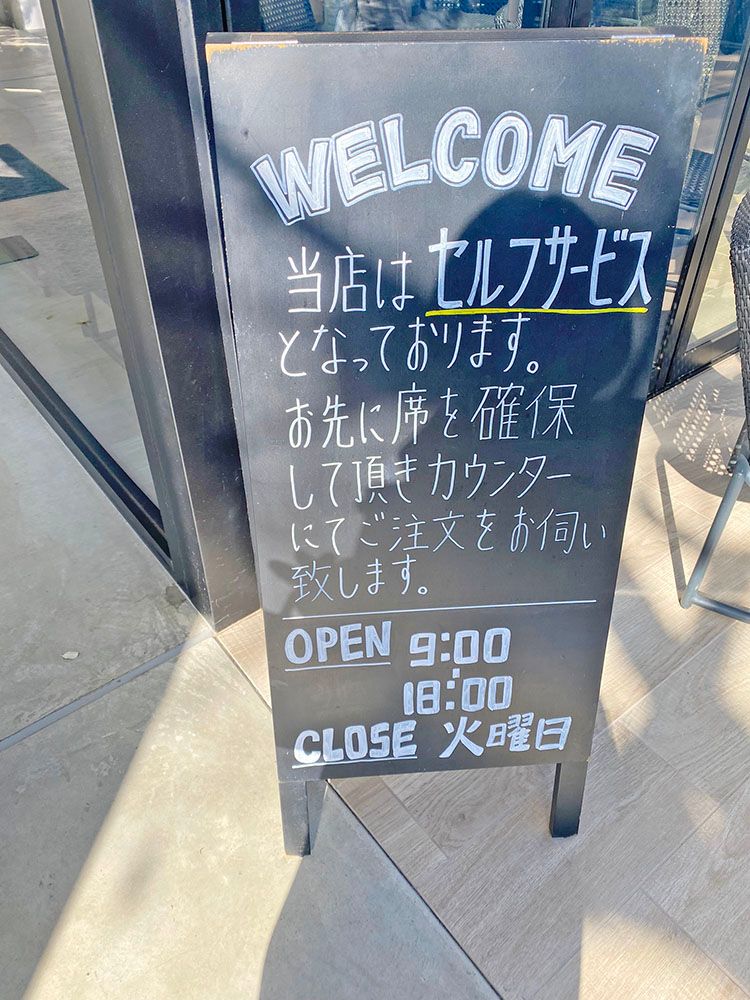 WELCOME
当店はセルフサービス
となっております。
お先に席を確保
して頂きカウンター
にてご注文をお伺い
致します。
OPEN 9:00
18:00
CLOSE 火曜日